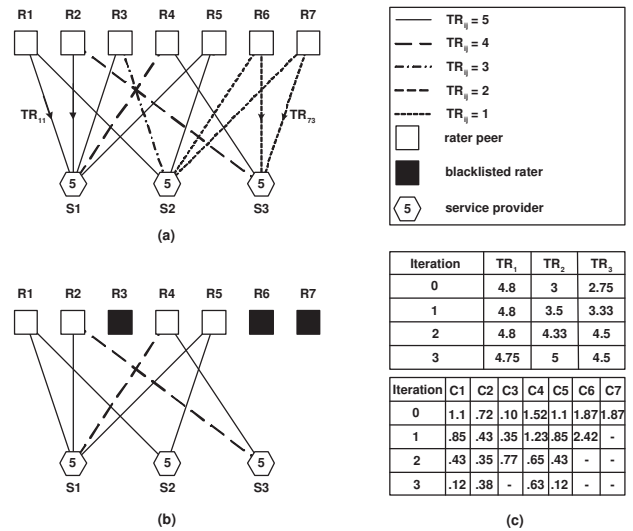 R1 R2 R3 R4 R5 R6 R7
TR11 TR73
5 5 5
S1 S2 S3
(a)
TRij = 5
TRij = 4
TRij = 3
TRij = 2
TRij = 1
rater peer
blacklisted rater
5 service provider
R1 R2 R3 R4 R5 R6 R7
5 5 5
S1 S2 S3
(b)
Iteration TR1 TR2 TR3
0 4.8 3 2.75
1 4.8 3.5 3.33
2 4.8 4.33 4.5
3 4.75 5 4.5
Iteration C1 C2 C3 C4 C5 C6 C7
0 1.1 .72 .10 1.52 1.1 1.87 1.87
1 .85 .43 .35 1.23 .85 2.42 -
2 .43 .35 .77 .65 .43 - -
3 .12 .38 - .63 .12 - -
(c)